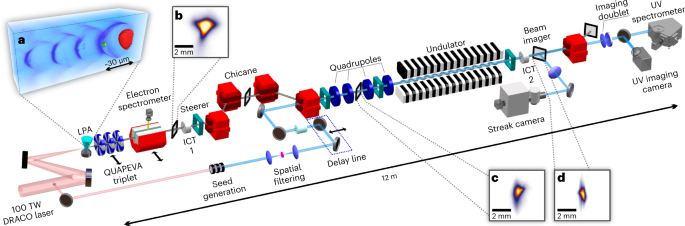 a
~30 µm
b
2 mm
Electron
spectrometer
LPA
QUAPEVA
triplet
100 TW
DRACO laser
Steerer
ICT
1
Chicane
Seed
generation
Spatial
filtering
Delay line
Quadrupoles
Undulator
12 m
Streak camera
Beam
imager
ICT
2
Imaging
doublet
UV
spectrometer
UV imaging
camera
c
2 mm
d
2 mm